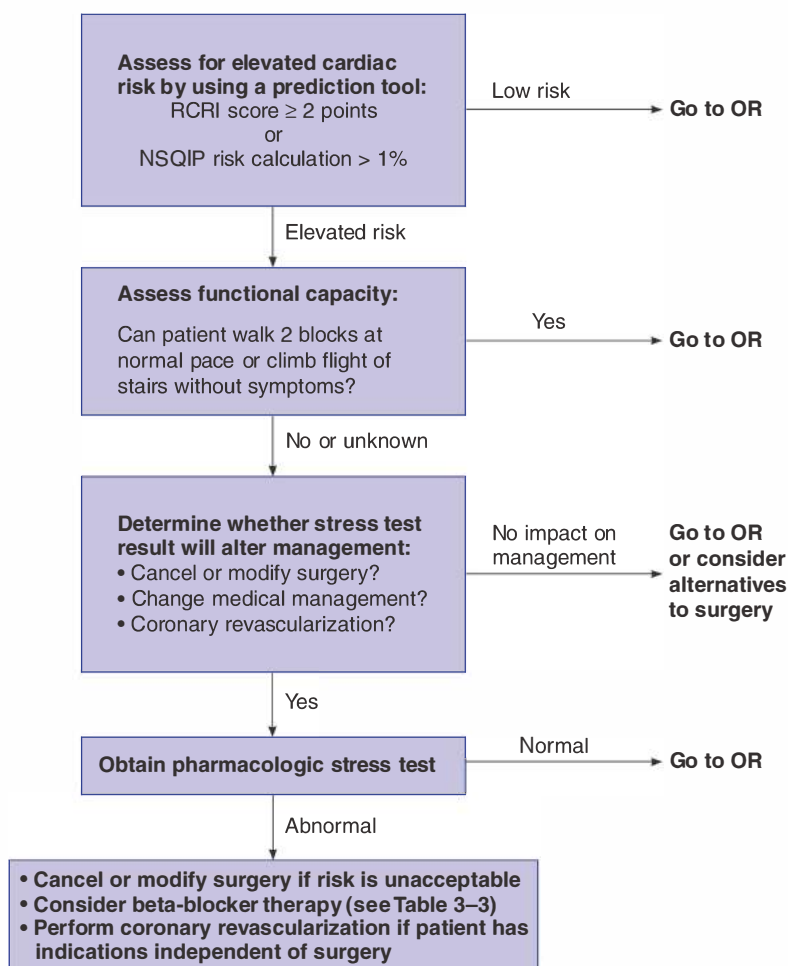 Assess for elevated cardiac
risk by using a prediction tool:
RCRI score ≥ 2 points
or
NSQIP risk calculation > 1%
Low risk
Go to OR
Elevated risk
Assess functional capacity:
Can patient walk 2 blocks at
normal pace or climb flight of
stairs without symptoms?
Yes
Go to OR
No or unknown
Determine whether stress test
result will alter management:
• Cancel or modify surgery?
• Change medical management?
• Coronary revascularization?
No impact on
management
Go to OR
or consider
alternatives
to surgery
Yes
Obtain pharmacologic stress test
Normal
Go to OR
Abnormal
• Cancel or modify surgery if risk is unacceptable
• Consider beta-blocker therapy (see Table 3–3)
• Perform coronary revascularization if patient has
indications independent of surgery